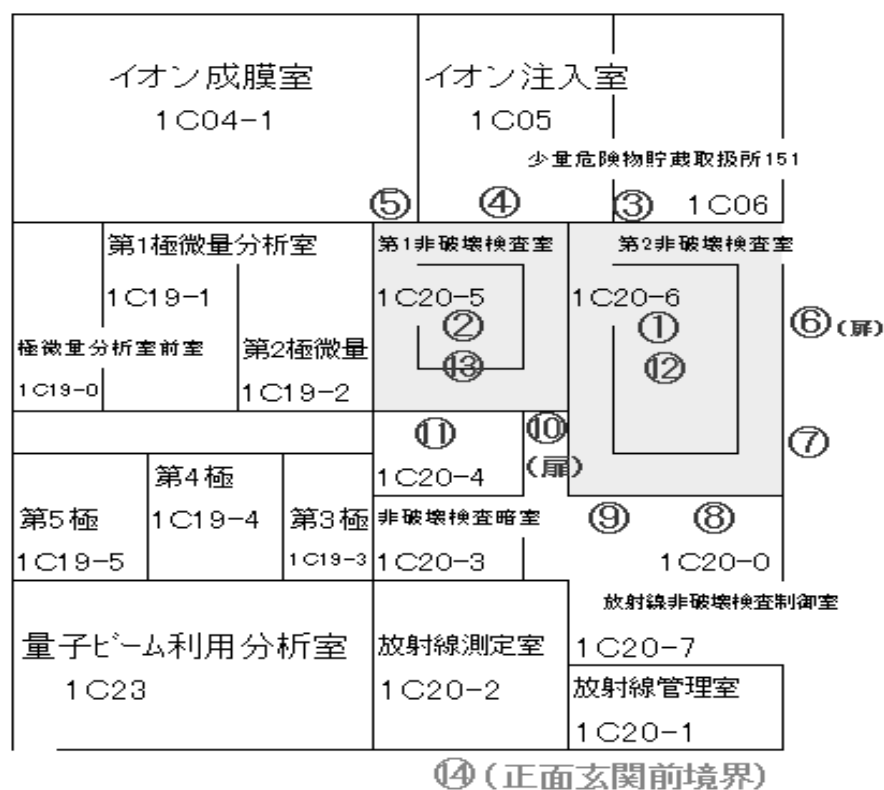 イオン成膜室
1C04-1
イオン注入室
1C05
少量危険物貯蔵取扱所151
1C06
⑤
④
③
第1極微量分析室
1C19-1
極微量分析室前室
1C19-0
第2極微量
1C19-2
第1非破壊検査室
1C20-5
②
⑬
第2非破壊検査室
1C20-6
①
⑫
⑥(扉)
⑦
⑪
1C20-4
⑩
(扉)
第5極
1C19-5
第4極
1C19-4
第3極
1C19-3
非破壊検査暗室
1C20-3
⑨
⑧
1C20-0
放射線非破壊検査制御室
1C20-7
量子ビーム利用分析室
1C23
放射線測定室
1C20-2
放射線管理室
1C20-1
⑭(正面玄関前境界)